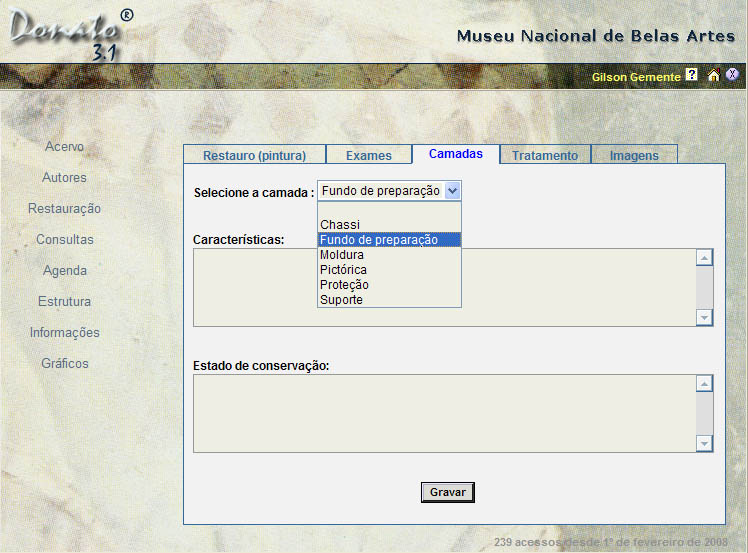 Donato®
3.1
Museu Nacional de Belas Artes
Gilson Gemente ? X
Acervo
Autores
Restauração
Consultas
Agenda
Estrutura
Informações
Gráficos
Restauro (pintura) Exames Camadas Tratamento Imagens
Selecione a camada : Fundo de preparação
Chassi
Fundo de preparação
Moldura
Pictórica
Proteção
Suporte
Características:
Estado de conservação:
Gravar
239 acessos desde 1º de fevereiro de 2008